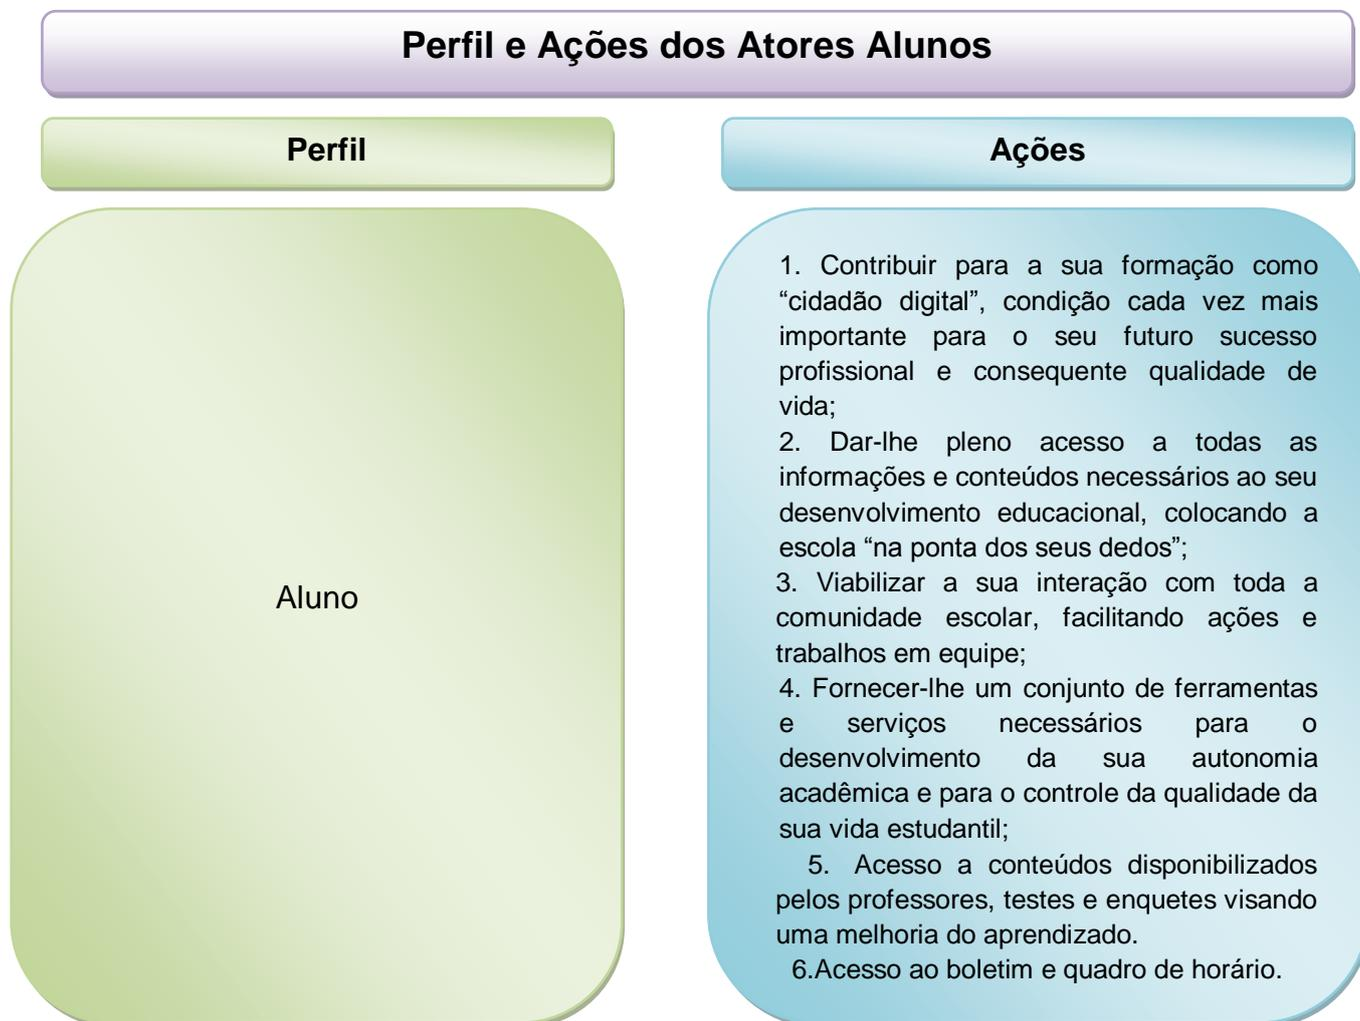 Perfil e Ações dos Atores Alunos
Perfil
Ações
Aluno
1. Contribuir para a sua formação como
“cidadão digital”, condição cada vez mais
importante para o seu futuro sucesso
profissional e consequente qualidade de
vida;
2. Dar-lhe pleno acesso a todas as
informações e conteúdos necessários ao seu
desenvolvimento educacional, colocando a
escola “na ponta dos seus dedos”;
3. Viabilizar a sua interação com toda a
comunidade escolar, facilitando ações e
trabalhos em equipe;
4. Fornecer-lhe um conjunto de ferramentas
e serviços necessários para o
desenvolvimento da sua autonomia
acadêmica e para o controle da qualidade da
sua vida estudantil;
5. Acesso a conteúdos disponibilizados
pelos professores, testes e enquetes visando
uma melhoria do aprendizado.
6.Acesso ao boletim e quadro de horário.